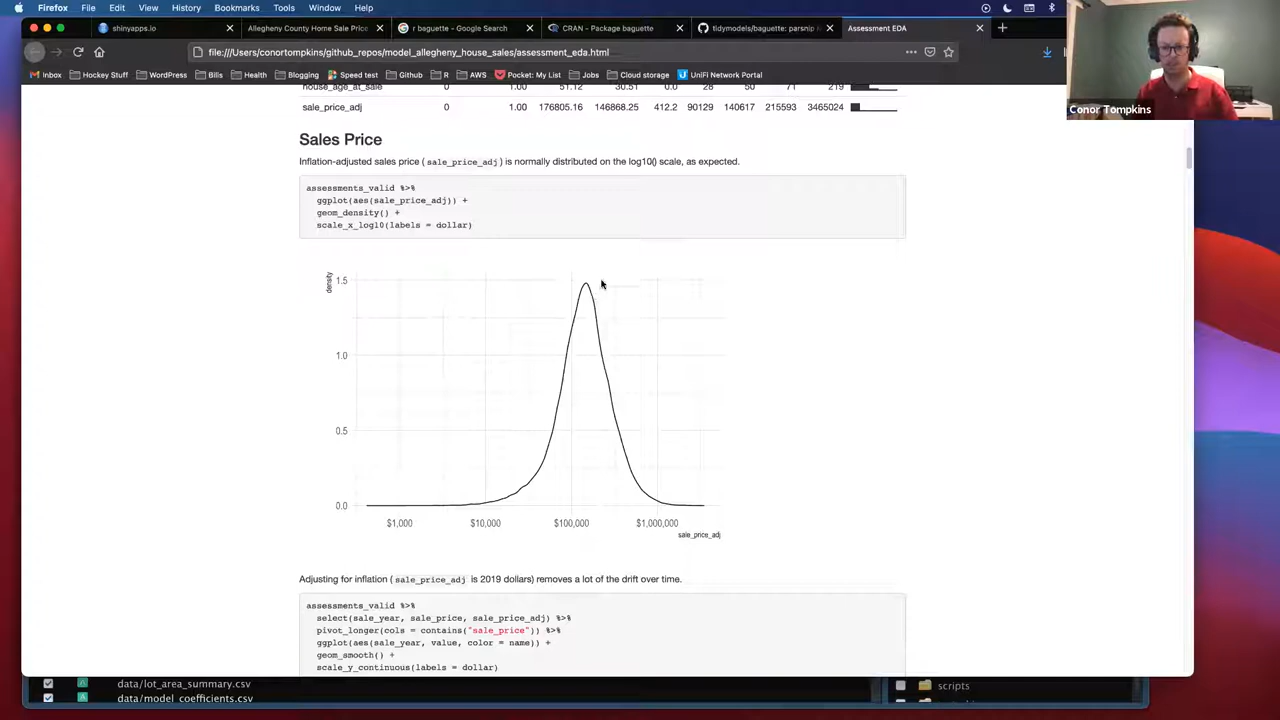 Firefox File Edit View History Bookmarks Tools Window Help
shinyapps.io
Allegheny County Home Sale Price
r baguette - Google Search
CRAN - Package baguette
tidymodels/baguette: parsnip
Assessment EDA
file:///Users/conortompkins/github_repos/model_allegheny_house_sales/assessment_eda.html
Inbox Hockey Stuff WordPress Bills Health Blogging Speed test Github R AWS Pocket: My List Jobs Cloud storage UniFi Network Portal
Conor Tompkins
house_age_at_sale 0 1.00 51.12 30.51 0.0 28 50 71 219
sale_price_adj 0 1.00 176805.16 146868.25 412.2 90129 140617 215593 3465024
Sales Price
Inflation-adjusted sales price ( sale_price_adj ) is normally distributed on the log10() scale, as expected.
assessments_valid %>%
ggplot(aes(sale_price_adj)) +
geom_density() +
scale_x_log10(labels = dollar)
density
1.5
1.0
0.5
0.0
$1,000 $10,000 $100,000 $1,000,000
sale_price_adj
Adjusting for inflation ( sale_price_adj is 2019 dollars) removes a lot of the drift over time.
assessments_valid %>%
select(sale_year, sale_price, sale_price_adj) %>%
pivot_longer(cols = contains("sale_price")) %>%
ggplot(aes(sale_year, value, color = name)) +
geom_smooth() +
scale_y_continuous(labels = dollar)
data/lot_area_summary.csv
data/model_coefficients.csv
scripts